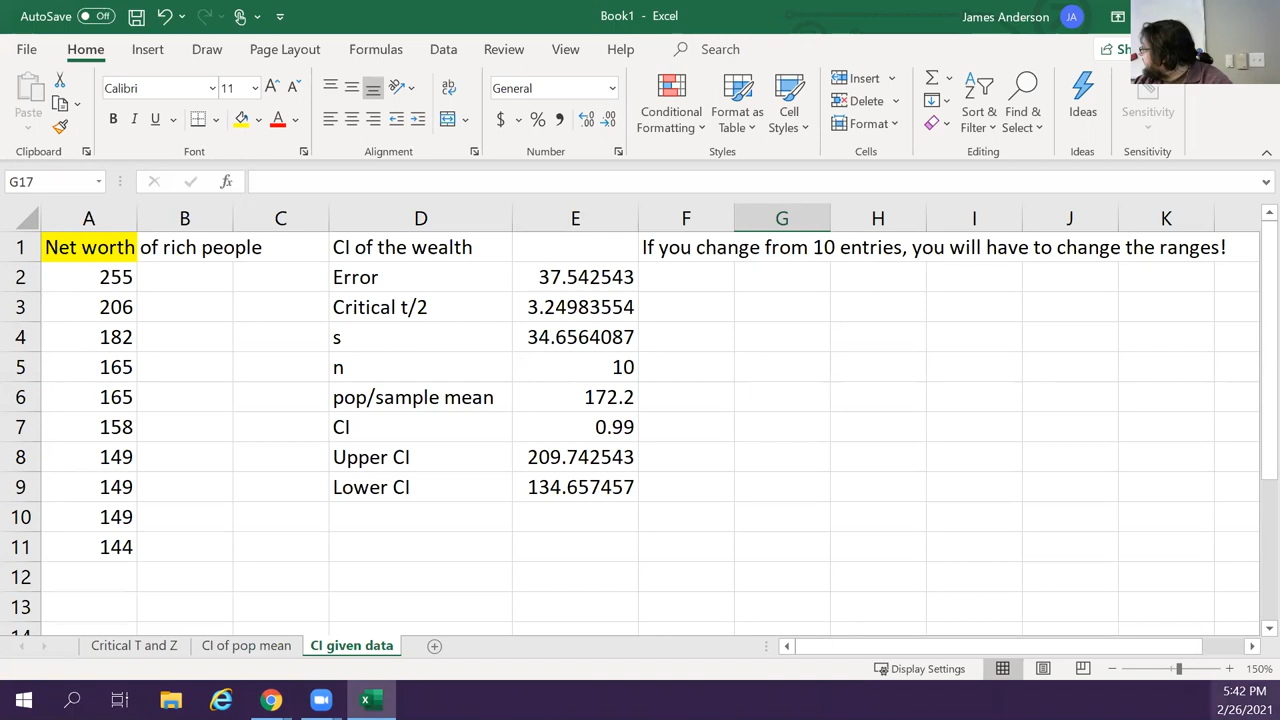 AutoSave Off Book1 - Excel James Anderson JA
File Home Insert Draw Page Layout Formulas Data Review View Help Search Sh
Paste Calibri 11 General Conditional Formatting Format as Table Cell Styles Insert Delete Format Sort & Filter Find & Select Ideas Sensitivity
B I U A $ % 9
Clipboard Font Alignment Number Styles Cells Editing Ideas Sensitivity
G17 fx
A B C D E F G H I J K
1 Net worth of rich people CI of the wealth If you change from 10 entries, you will have to change the ranges!
2 255 Error 37.542543
3 206 Critical t/2 3.24983554
4 182 s 34.6564087
5 165 n 10
6 165 pop/sample mean 172.2
7 158 CI 0.99
8 149 Upper CI 209.742543
9 149 Lower CI 134.657457
10 149
11 144
12
13
14
Critical T and Z CI of pop mean CI given data
Display Settings 150%
5:42 PM
2/26/2021